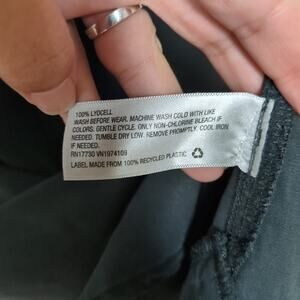 100% LYOCELL
WASH BEFORE WEAR. MACHINE WASH COLD WITH LIKE
COLORS. GENTLE CYCLE. ONLY NON-CHLORINE BLEACH IF
NEEDED. TUMBLE DRY LOW. REMOVE PROMPTLY. COOL IRON
IF NEEDED.
RN17730 VN1974109
LABEL MADE FROM 100% RECYCLED PLASTIC